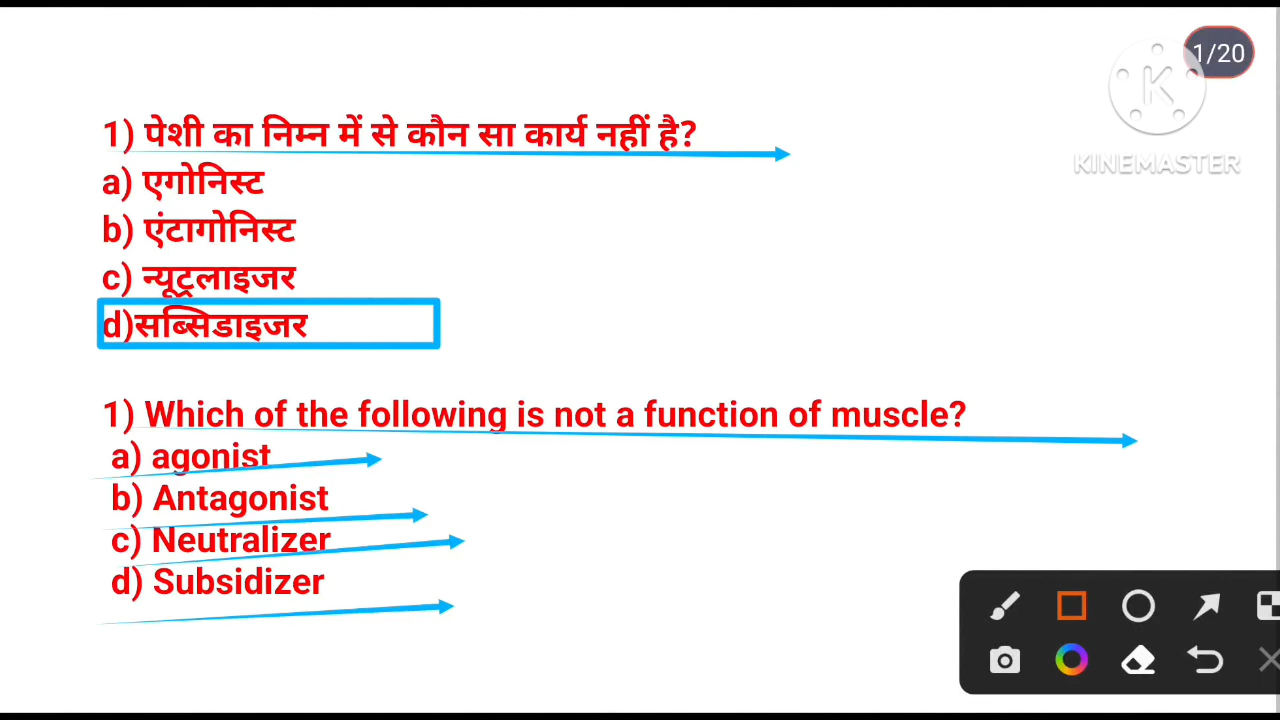 1/20
KINEMASTER
1) पेशी का निम्न में से कौन सा कार्य नहीं है?
a) एगोनिस्ट
b) एंटागोनिस्ट
c) न्यूट्रलाइजर
d)सब्सिडाइजर
1) Which of the following is not a function of muscle?
a) agonist
b) Antagonist
c) Neutralizer
d) Subsidizer